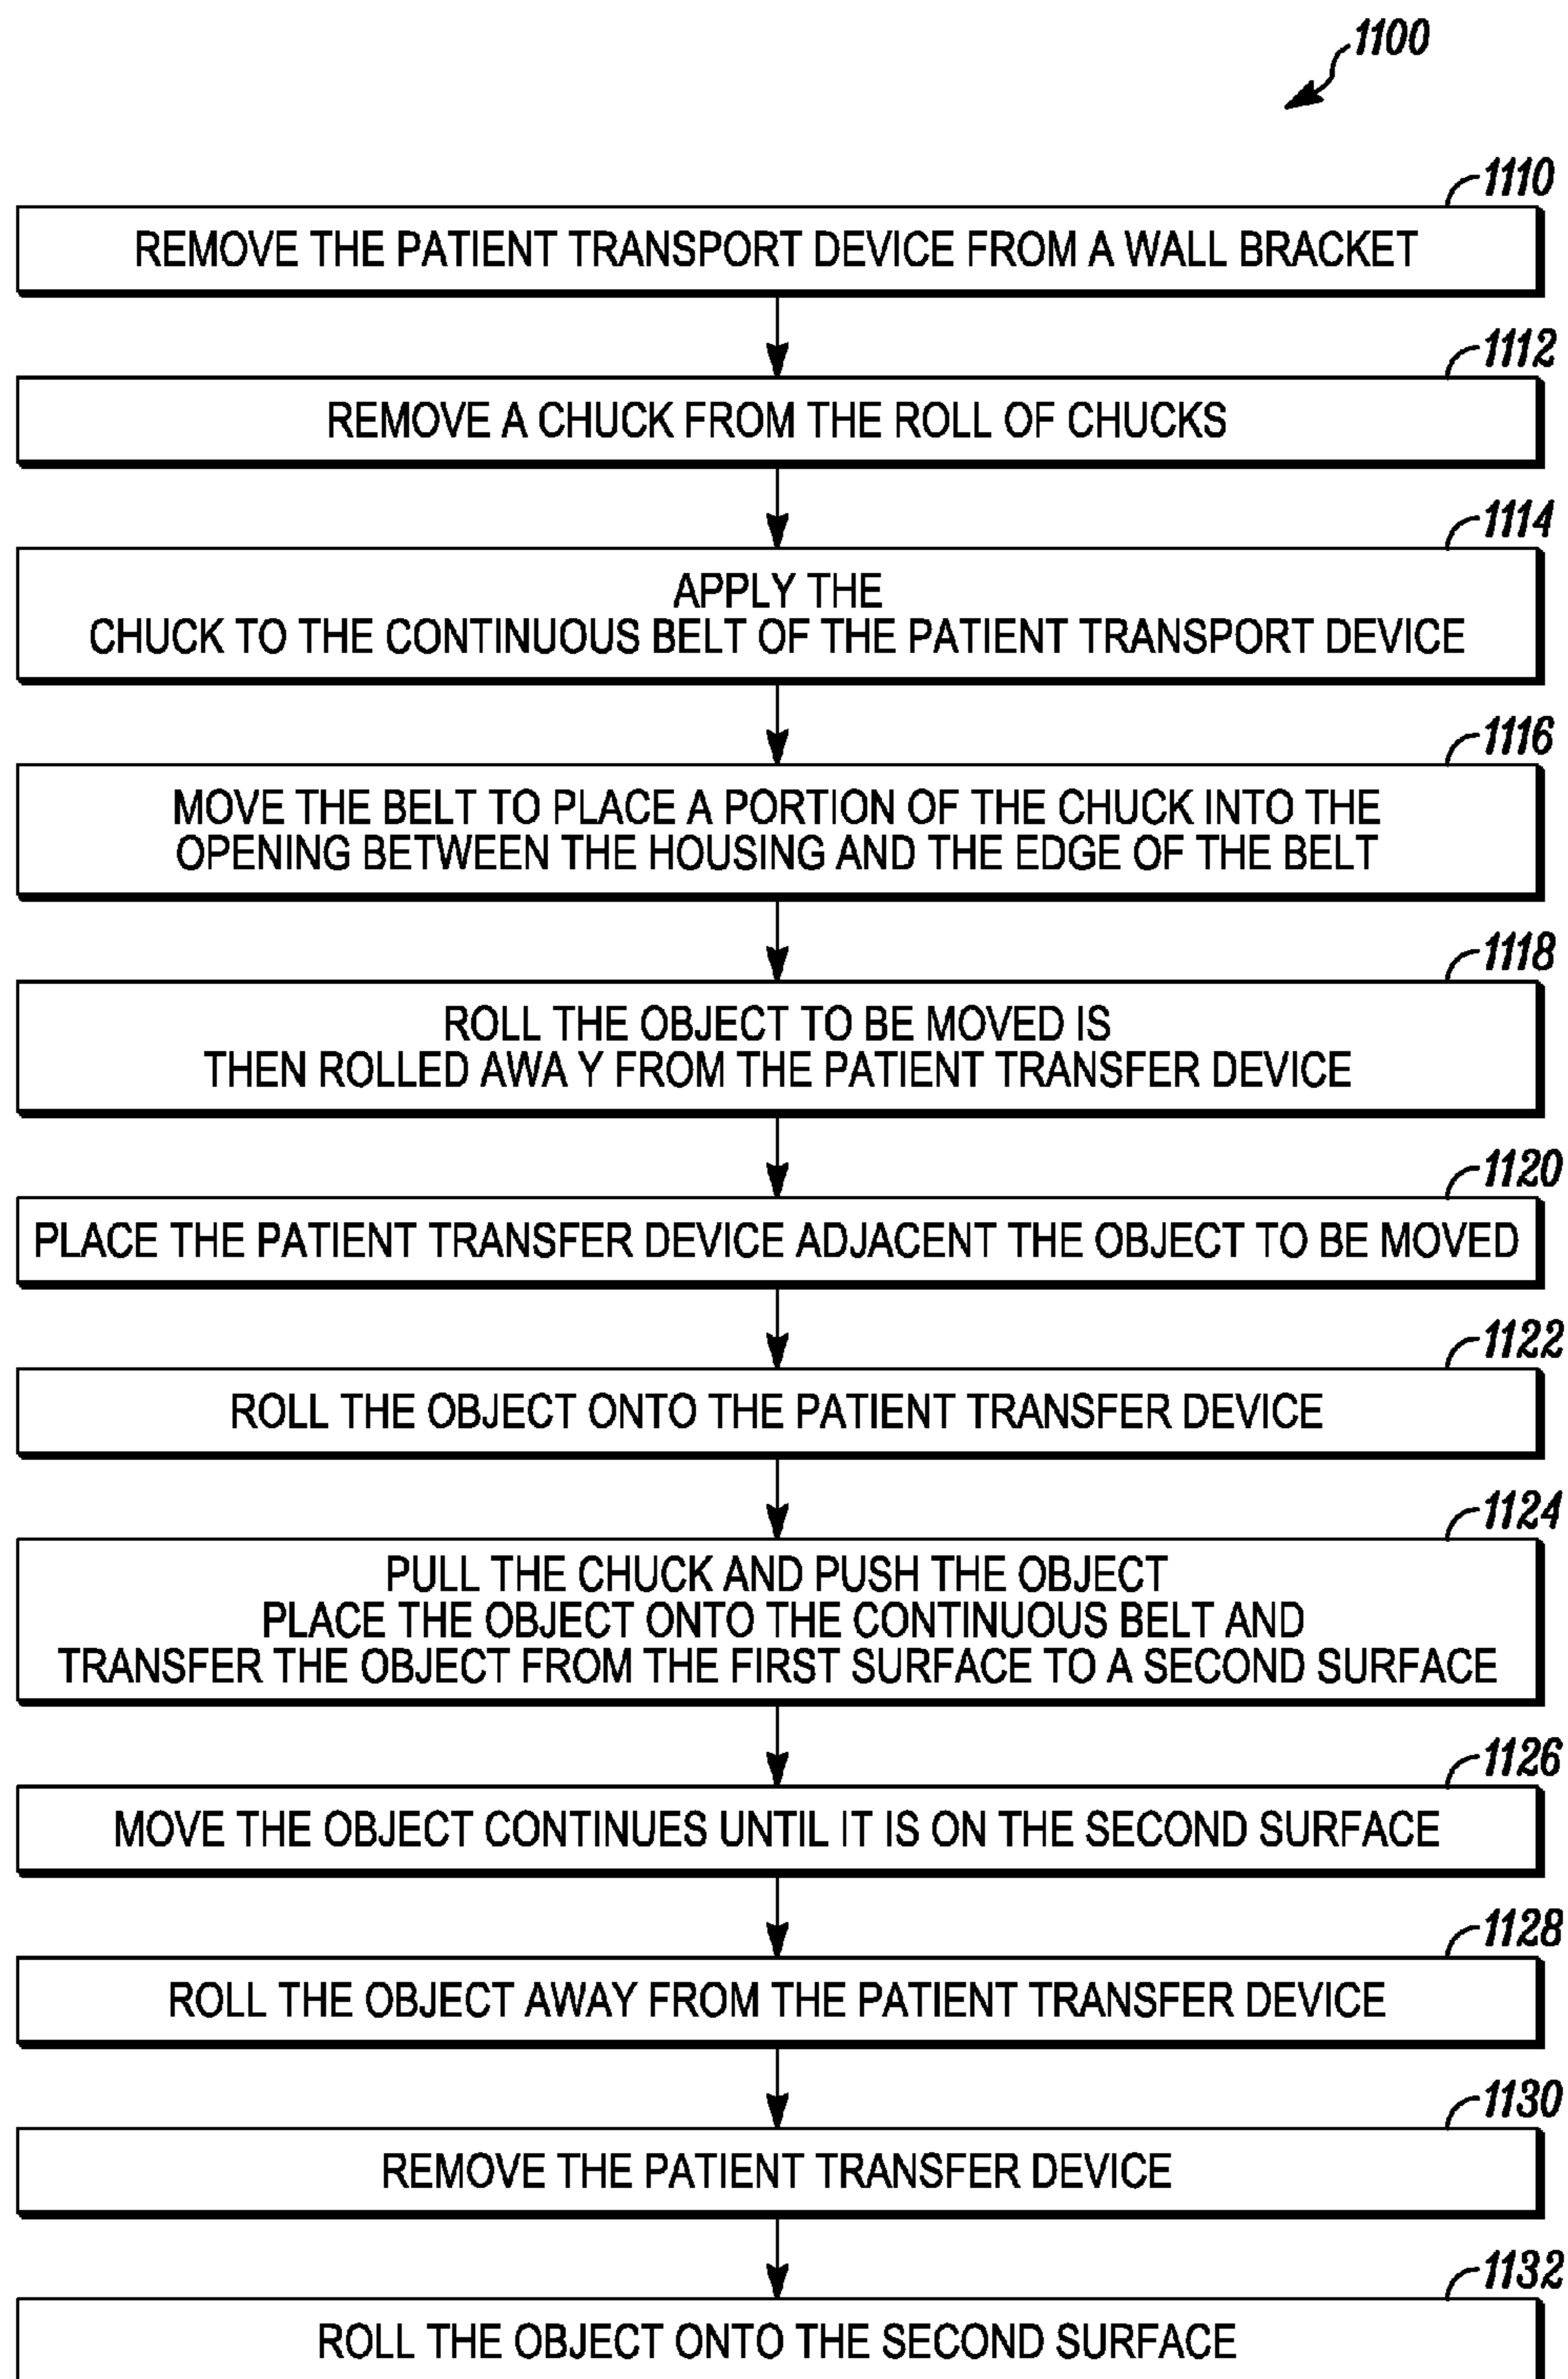 1100
1110
REMOVE THE PATIENT TRANSPORT DEVICE FROM A WALL BRACKET
1112
REMOVE A CHUCK FROM THE ROLL OF CHUCKS
1114
APPLY THE
CHUCK TO THE CONTINUOUS BELT OF THE PATIENT TRANSPORT DEVICE
1116
MOVE THE BELT TO PLACE A PORTION OF THE CHUCK INTO THE
OPENING BETWEEN THE HOUSING AND THE EDGE OF THE BELT
1118
ROLL THE OBJECT TO BE MOVED IS
THEN ROLLED AWA Y FROM THE PATIENT TRANSFER DEVICE
1120
PLACE THE PATIENT TRANSFER DEVICE ADJACENT THE OBJECT TO BE MOVED
1122
ROLL THE OBJECT ONTO THE PATIENT TRANSFER DEVICE
1124
PULL THE CHUCK AND PUSH THE OBJECT
PLACE THE OBJECT ONTO THE CONTINUOUS BELT AND
TRANSFER THE OBJECT FROM THE FIRST SURFACE TO A SECOND SURFACE
1126
MOVE THE OBJECT CONTINUES UNTIL IT IS ON THE SECOND SURFACE
1128
ROLL THE OBJECT AWAY FROM THE PATIENT TRANSFER DEVICE
1130
REMOVE THE PATIENT TRANSFER DEVICE
1132
ROLL THE OBJECT ONTO THE SECOND SURFACE